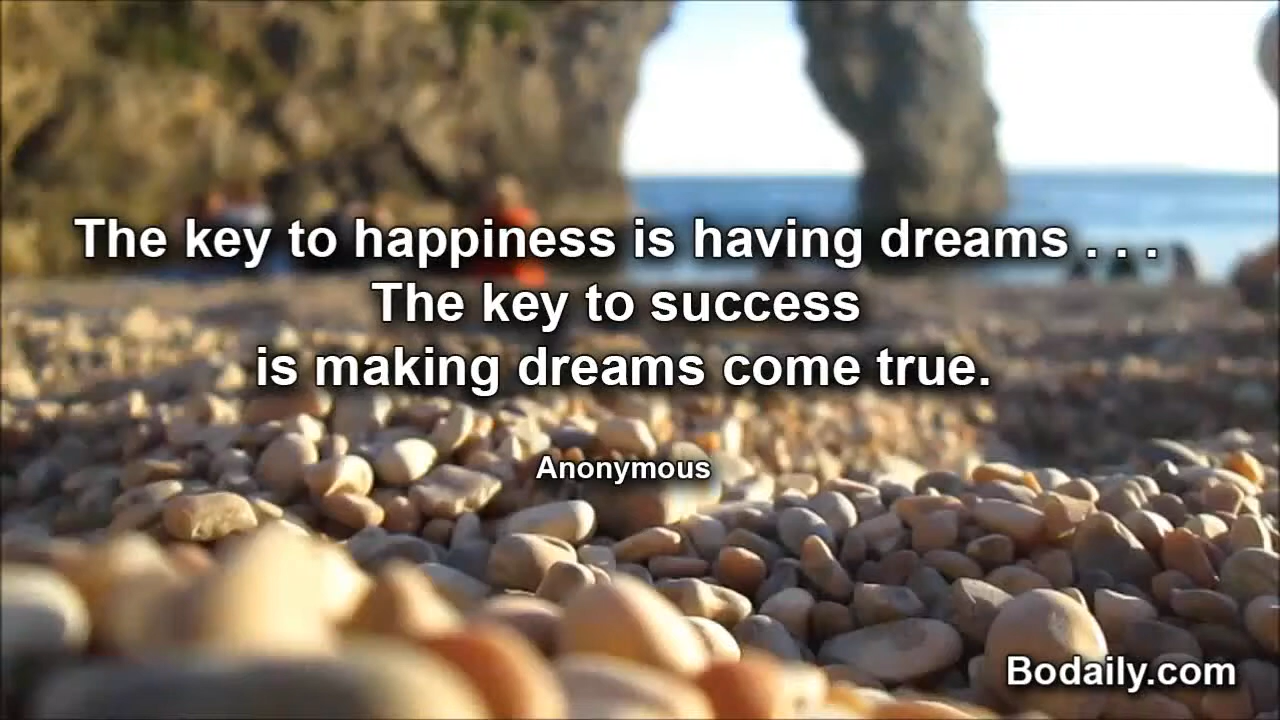 The key to happiness is having dreams . . .
The key to success
is making dreams come true.
Anonymous
Bodaily.com